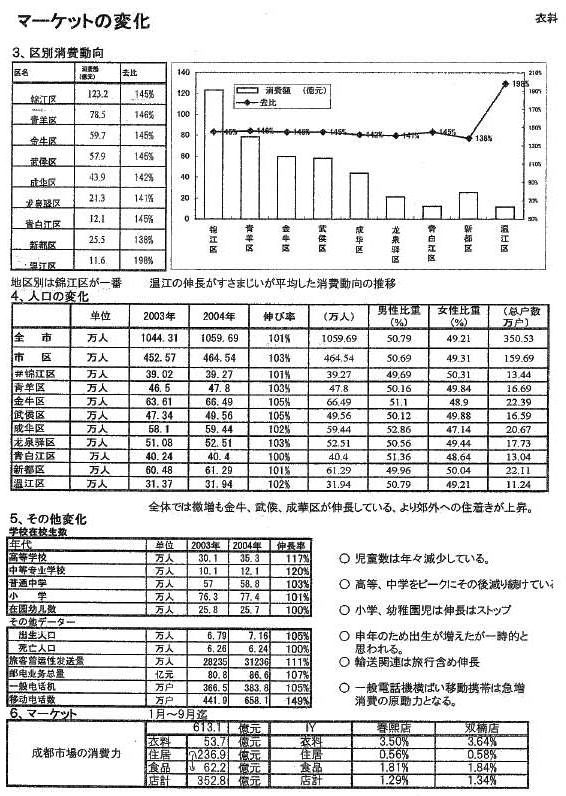 マーケットの変化
衣料
3、区別消費動向
区名 消費額(億元) 去比
錦江区 123.2 145%
青羊区 78.5 146%
金牛区 59.7 145%
武侯区 57.9 145%
成华区 43.9 142%
龙泉驿区 21.3 141%
青白江区 12.1 145%
新都区 25.5 138%
温江区 11.6 198%
消費額 (億元)
去比
140
120
100
80
60
40
20
0
210%
190%
170%
150%
130%
110%
90%
70%
50%
145% 146% 145% 145% 142% 141% 145% 138% 198%
錦江区 青羊区 金牛区 武侯区 成华区 龙泉驿区 青白江区 新都区 温江区
地区別は錦江区が一番 温江の伸長がすさまじいが平均した消費動向の推移
4、人口の変化
単位 2003年 2004年 伸び率 (万人) 男性比重(%) 女性比重(%) (总户数万户)
全 市 万人 1044.31 1059.69 101% 1059.69 50.79 49.21 350.53
市 区 万人 452.57 464.54 103% 464.54 50.69 49.31 159.69
#锦江区 万人 39.02 39.27 101% 39.27 49.69 50.31 13.44
青羊区 万人 46.5 47.8 103% 47.8 50.16 49.84 16.69
金牛区 万人 63.61 66.49 105% 66.49 51.1 48.9 22.39
武侯区 万人 47.34 49.56 105% 49.56 50.12 49.88 16.59
成华区 万人 58.1 59.44 102% 59.44 52.86 47.14 20.67
龙泉驿区 万人 51.08 52.51 103% 52.51 50.56 49.44 17.73
青白江区 万人 40.24 40.4 100% 40.4 51.36 48.64 13.04
新都区 万人 60.48 61.29 101% 61.29 49.96 50.04 22.11
温江区 万人 31.37 31.94 102% 31.94 50.79 49.21 11.24
全体では微増も金牛、武侯、成華区が伸長している、より郊外への住着きが上昇。
5、その他変化
学校在校生数
年代 単位 2003年 2004年 伸長率
高等学校 万人 30.1 35.3 117%
中等专业学校 万人 10.1 12.1 120%
普通中学 万人 57 58.8 103%
小 学 万人 76.3 77.4 101%
在園幼儿数 万人 25.8 25.7 100%
その他データー
出生人口 万人 6.79 7.16 105%
死亡人口 万人 6.26 6.24 100%
旅客营运性发送量 万人 28235 31236 111%
邮电业务总量 亿元 80.8 86.6 107%
一般电话机 万户 366.5 383.8 105%
移动电话数 万户 441.9 658.1 149%
○ 児童数は年々減少している。
○ 高等、中学をピークにその後減り続けている
○ 小学、幼稚園児は伸長はストップ
○ 申年のため出生が増えたが一時的と
思われる。
○ 輸送関連は旅行含め伸長
○ 一般電話機横ばい移動携帯は急増
消費の原動力となる。
6、マーケット 1月～9月迄
成都市場の消費力
613.1 億元 IY 春熙店 双楠店
衣料 53.7 億元 衣料 3.50% 3.64%
住居 236.9 億元 住居 0.56% 0.58%
食品 62.2 億元 食品 1.81% 1.84%
店計 352.8 億元 店計 1.29% 1.34%